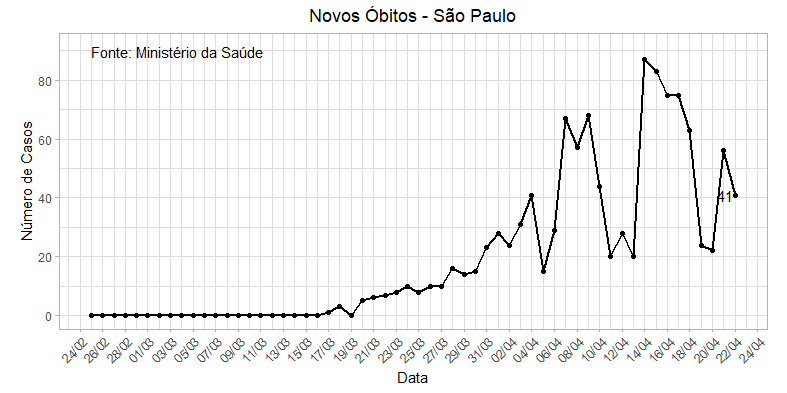 Novos Óbitos - São Paulo
Fonte: Ministério da Saúde
Número de Casos
80
60
40
20
0
41
24/02 26/02 28/02 01/03 03/03 05/03 07/03 09/03 11/03 13/03 15/03 17/03 19/03 21/03 23/03 25/03 27/03 29/03 31/03 02/04 04/04 06/04 08/04 10/04 12/04 14/04 16/04 18/04 20/04 22/04 24/04
Data